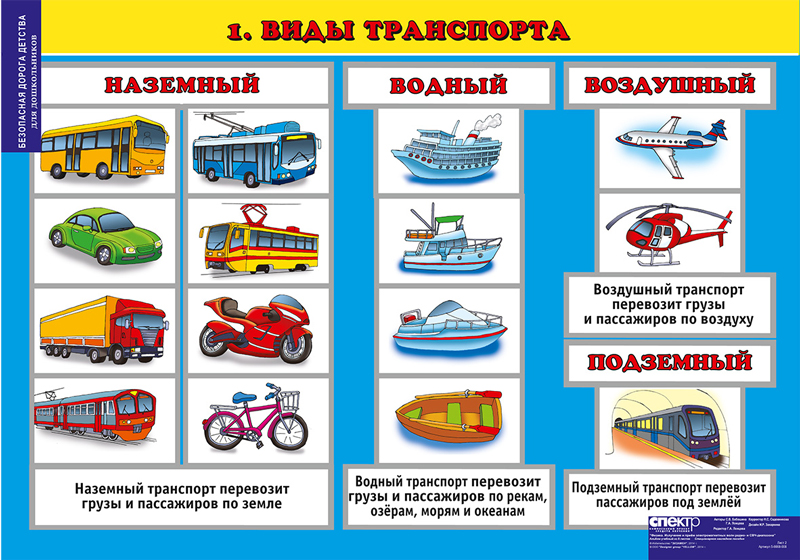 БЕЗОПАСНАЯ ДОРОГА ДЕТСТВА
для дошкольников
1. ВИДЫ ТРАНСПОРТА
НАЗЕМНЫЙ
ВОДНЫЙ
ВОЗДУШНЫЙ
Воздушный транспорт
перевозит грузы
и пассажиров по воздуху
ПОДЗЕМНЫЙ
Наземный транспорт перевозит
грузы и пассажиров по земле
Водный транспорт перевозит
грузы и пассажиров по рекам,
озёрам, морям и океанам
Подземный транспорт перевозит
пассажиров под землёй
спектр